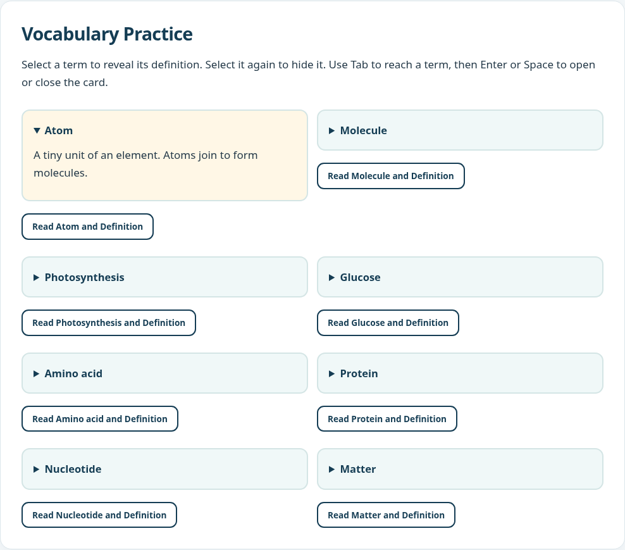 Vocabulary Practice
Select a term to reveal its definition. Select it again to hide it. Use Tab to reach a term, then Enter or Space to open
or close the card.
Atom
A tiny unit of an element. Atoms join to form
molecules.
Read Atom and Definition
Molecule
Read Molecule and Definition
Photosynthesis
Read Photosynthesis and Definition
Glucose
Read Glucose and Definition
Amino acid
Read Amino acid and Definition
Protein
Read Protein and Definition
Nucleotide
Read Nucleotide and Definition
Matter
Read Matter and Definition